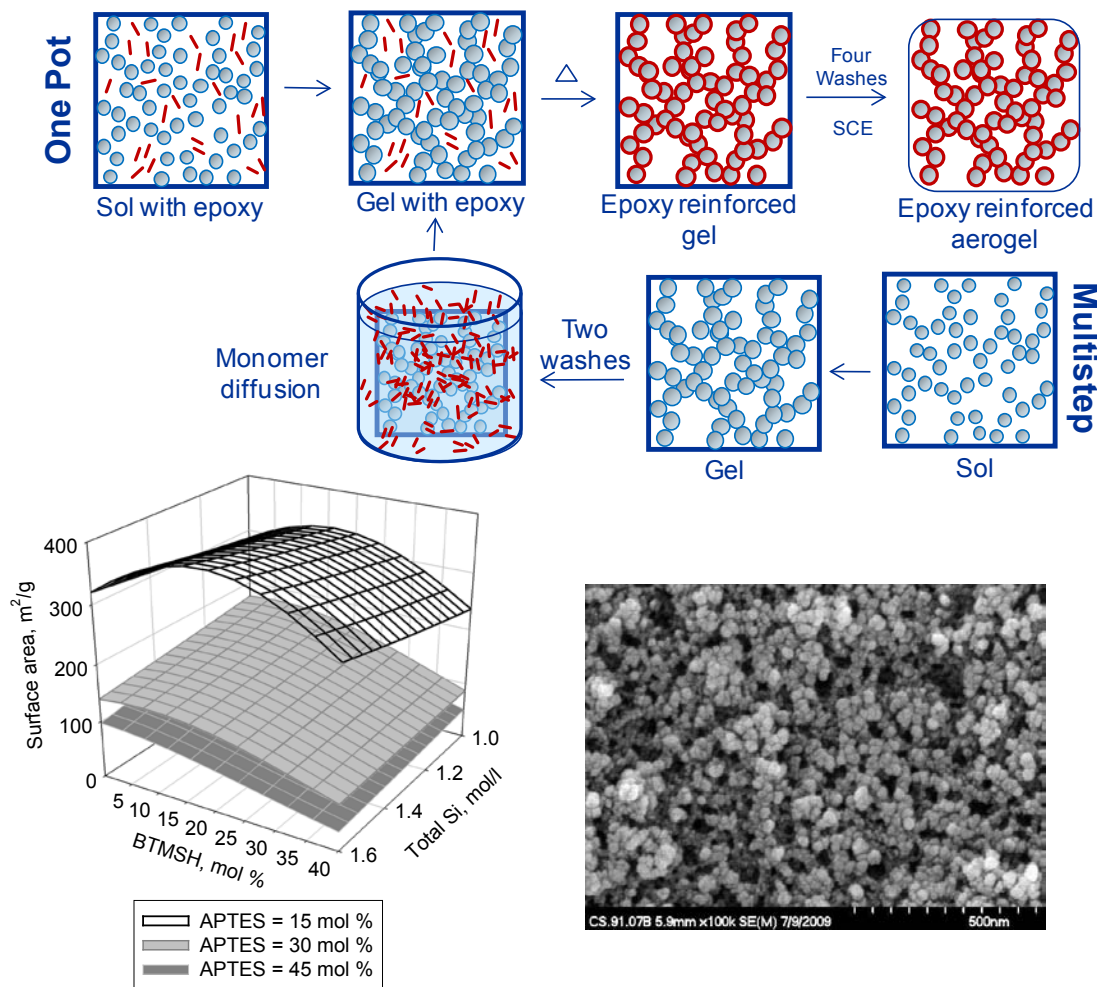 One Pot
Sol with epoxy
Gel with epoxy
△
Epoxy reinforced
gel
Four
Washes
SCE
Epoxy reinforced
aerogel
Monomer
diffusion
Two
washes
Gel
Sol
Multistep
Surface area, m²/g
400
300
200
100
0
5
10
15
20
25
30
35
40
BTMSH, mol %
1.0
1.2
1.4
1.6
Total Si, mol/l
APTES = 15 mol %
APTES = 30 mol %
APTES = 45 mol %
CS.91.07B 5.9mm x100k SE(M) 7/9/2009
500nm